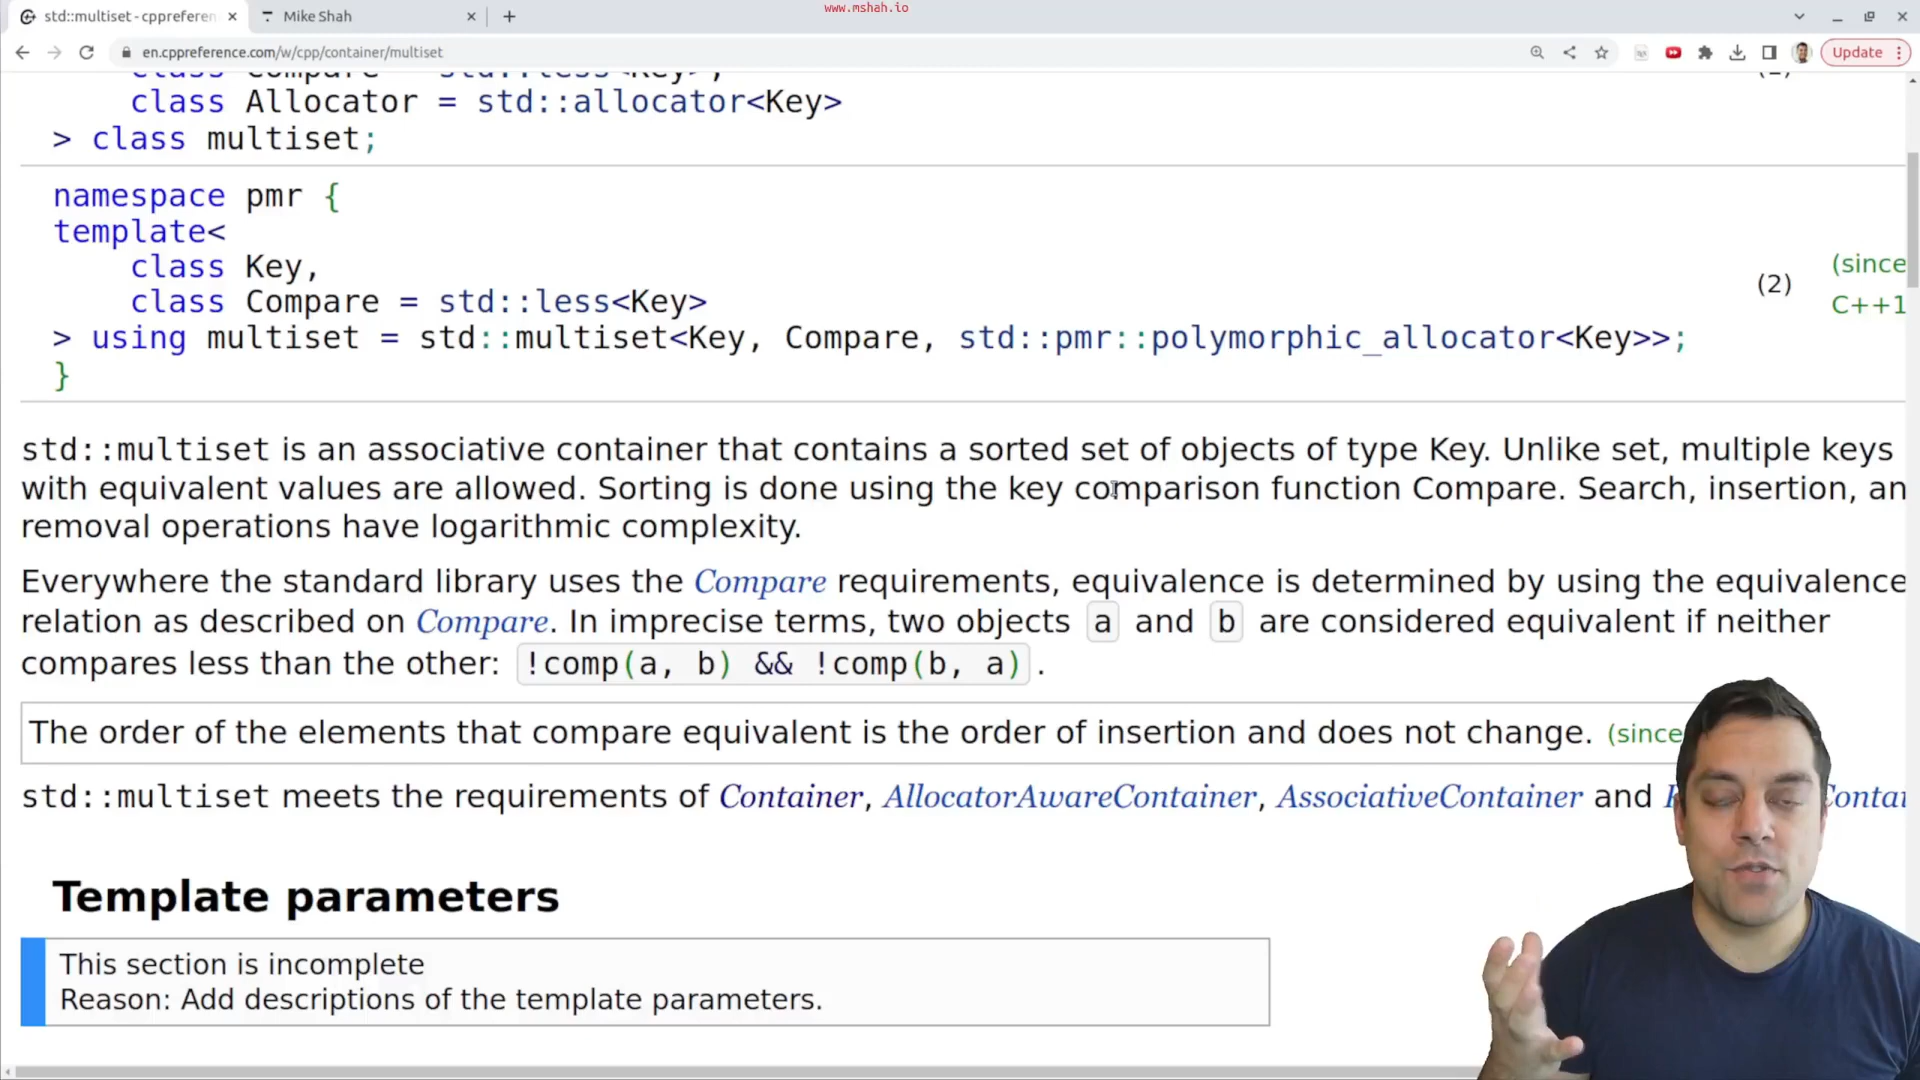 www.mshah.io
std::multiset - cppreferen
Mike Shah
en.cppreference.com/w/cpp/container/multiset
Update
class Compare = std::less<Key>,
class Allocator = std::allocator<Key>
> class multiset;
namespace pmr {
template<
class Key,
class Compare = std::less<Key>
> using multiset = std::multiset<Key, Compare, std::pmr::polymorphic_allocator<Key>>;
}
(2)
(since
C++1
std::multiset is an associative container that contains a sorted set of objects of type Key. Unlike set, multiple keys
with equivalent values are allowed. Sorting is done using the key comparison function Compare. Search, insertion, an
removal operations have logarithmic complexity.
Everywhere the standard library uses the Compare requirements, equivalence is determined by using the equivalence
relation as described on Compare. In imprecise terms, two objects a and b are considered equivalent if neither
compares less than the other: !comp(a, b) && !comp(b, a) .
The order of the elements that compare equivalent is the order of insertion and does not change. (since
std::multiset meets the requirements of Container, AllocatorAwareContainer, AssociativeContainer and
Template parameters
This section is incomplete
Reason: Add descriptions of the template parameters.